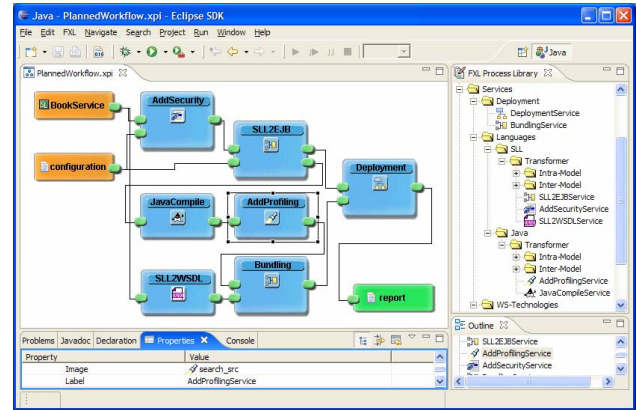 Java - PlannedWorkflow.xpi - Eclipse SDK
File Edit FXL Navigate Search Project Run Window Help
Java
PlannedWorkflow.xpi
BookService
AddSecurity
SLL2EJB
configuration
Deployment
JavaCompile
AddProfiling
SLL2WSDL
Bundling
report
FXL Process Library
Services
Deployment
DeploymentService
BundlingService
Languages
SLL
Transformer
Intra-Model
Inter-Model
SLL2EJBService
AddSecurityService
SLL2WSDLService
Java
Transformer
Intra-Model
Inter-Model
AddProfilingService
JavaCompileService
WS-Technologies
Problems Javadoc Declaration Properties Console
Property Value
Image search_src
Label AddProfilingService
Outline
SLL2EJBService
AddProfilingService
AddSecurityService